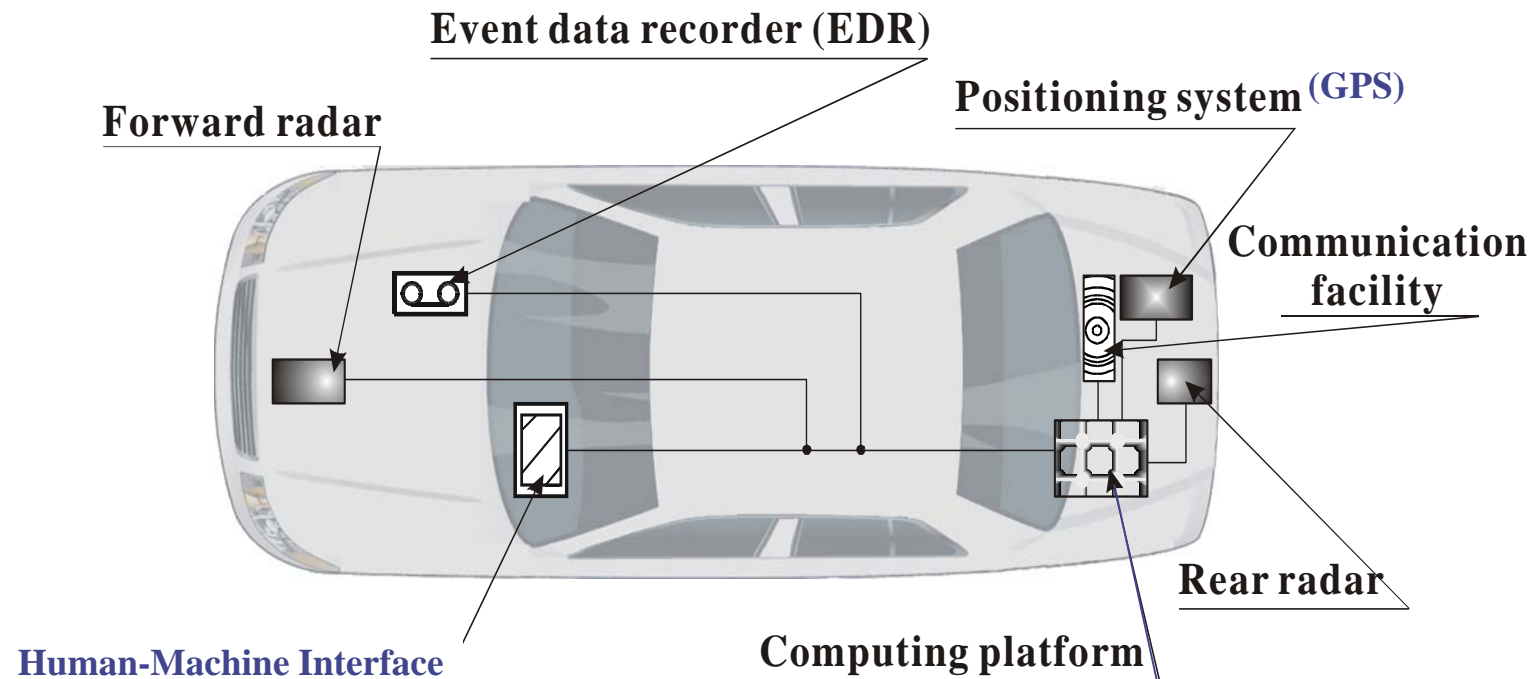 Event data recorder (EDR)
Positioning system (GPS)
Forward radar
Communication
facility
Rear radar
Computing platform
Human-Machine Interface